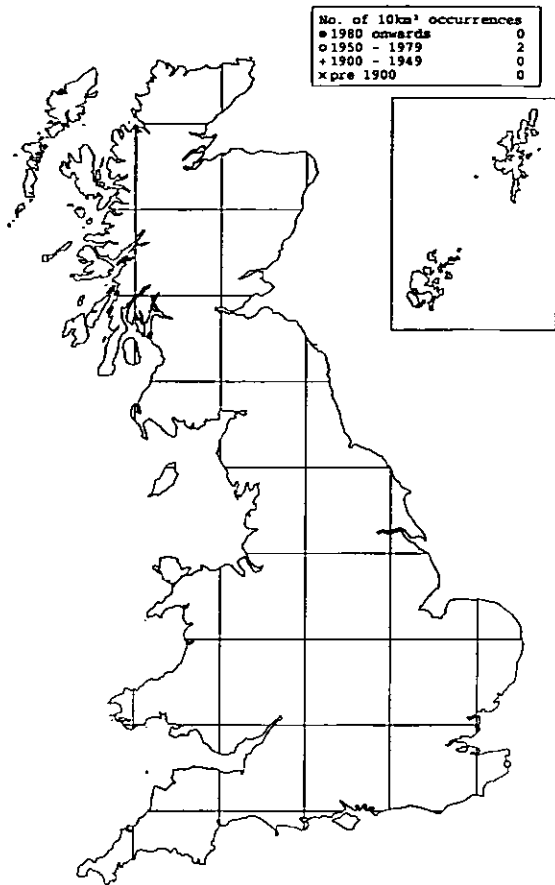 No. of 10km² occurrences
● 1980 onwards 0
○ 1950 - 1979 2
+ 1900 - 1949 0
× pre 1900 0